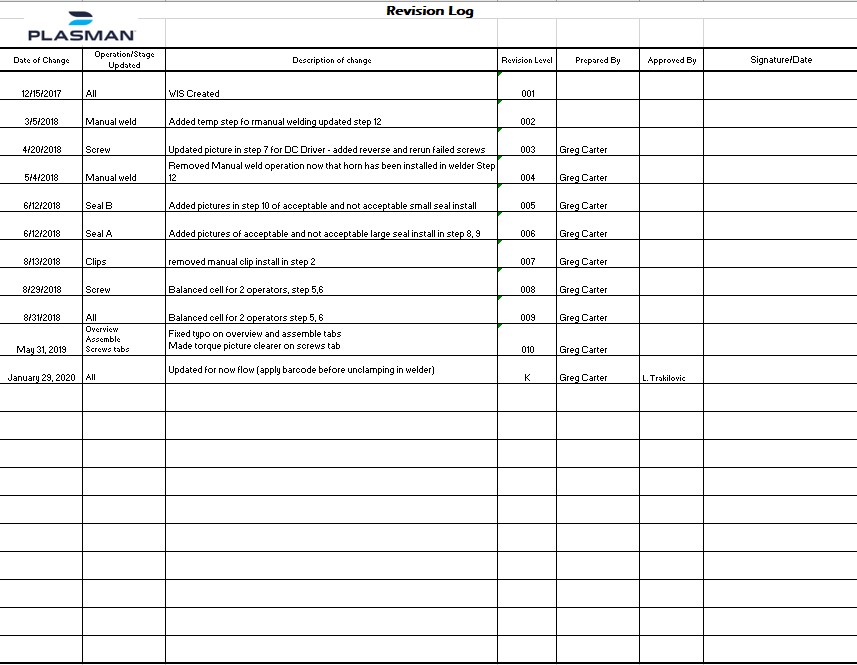 Revision Log
PLASMAN
Date of Change Operation/Stage Updated Description of change Revision Level Prepared By Approved By Signature/Date
12/15/2017 All WIS Created 001
3/5/2018 Manual weld Added temp step fo rmanual welding updated step 12 002
4/20/2018 Screw Updated picture in step 7 for DC Driver - added reverse and rerun failed screws 003 Greg Carter
5/4/2018 Manual weld Removed Manual weld operation now that horn has been installed in welder Step 12 004 Greg Carter
6/12/2018 Seal B Added pictures in step 10 of acceptable and not acceptable small seal install 005 Greg Carter
6/12/2018 Seal A Added pictures of acceptable and not acceptable large seal install in step 8, 9 006 Greg Carter
8/13/2018 Clips removed manual clip install in step 2 007 Greg Carter
8/29/2018 Screw Balanced cell for 2 operators, step 5,6 008 Greg Carter
8/31/2018 All Balanced cell for 2 operators step 5, 6 009 Greg Carter
May 31, 2019 Overview Assemble Screws tabs Fixed typo on overview and assemble tabs Made torque picture clearer on screws tab 010 Greg Carter
January 29, 2020 All Updated for now flow (apply barcode before unclamping in welder) K Greg Carter L. Trakilovic